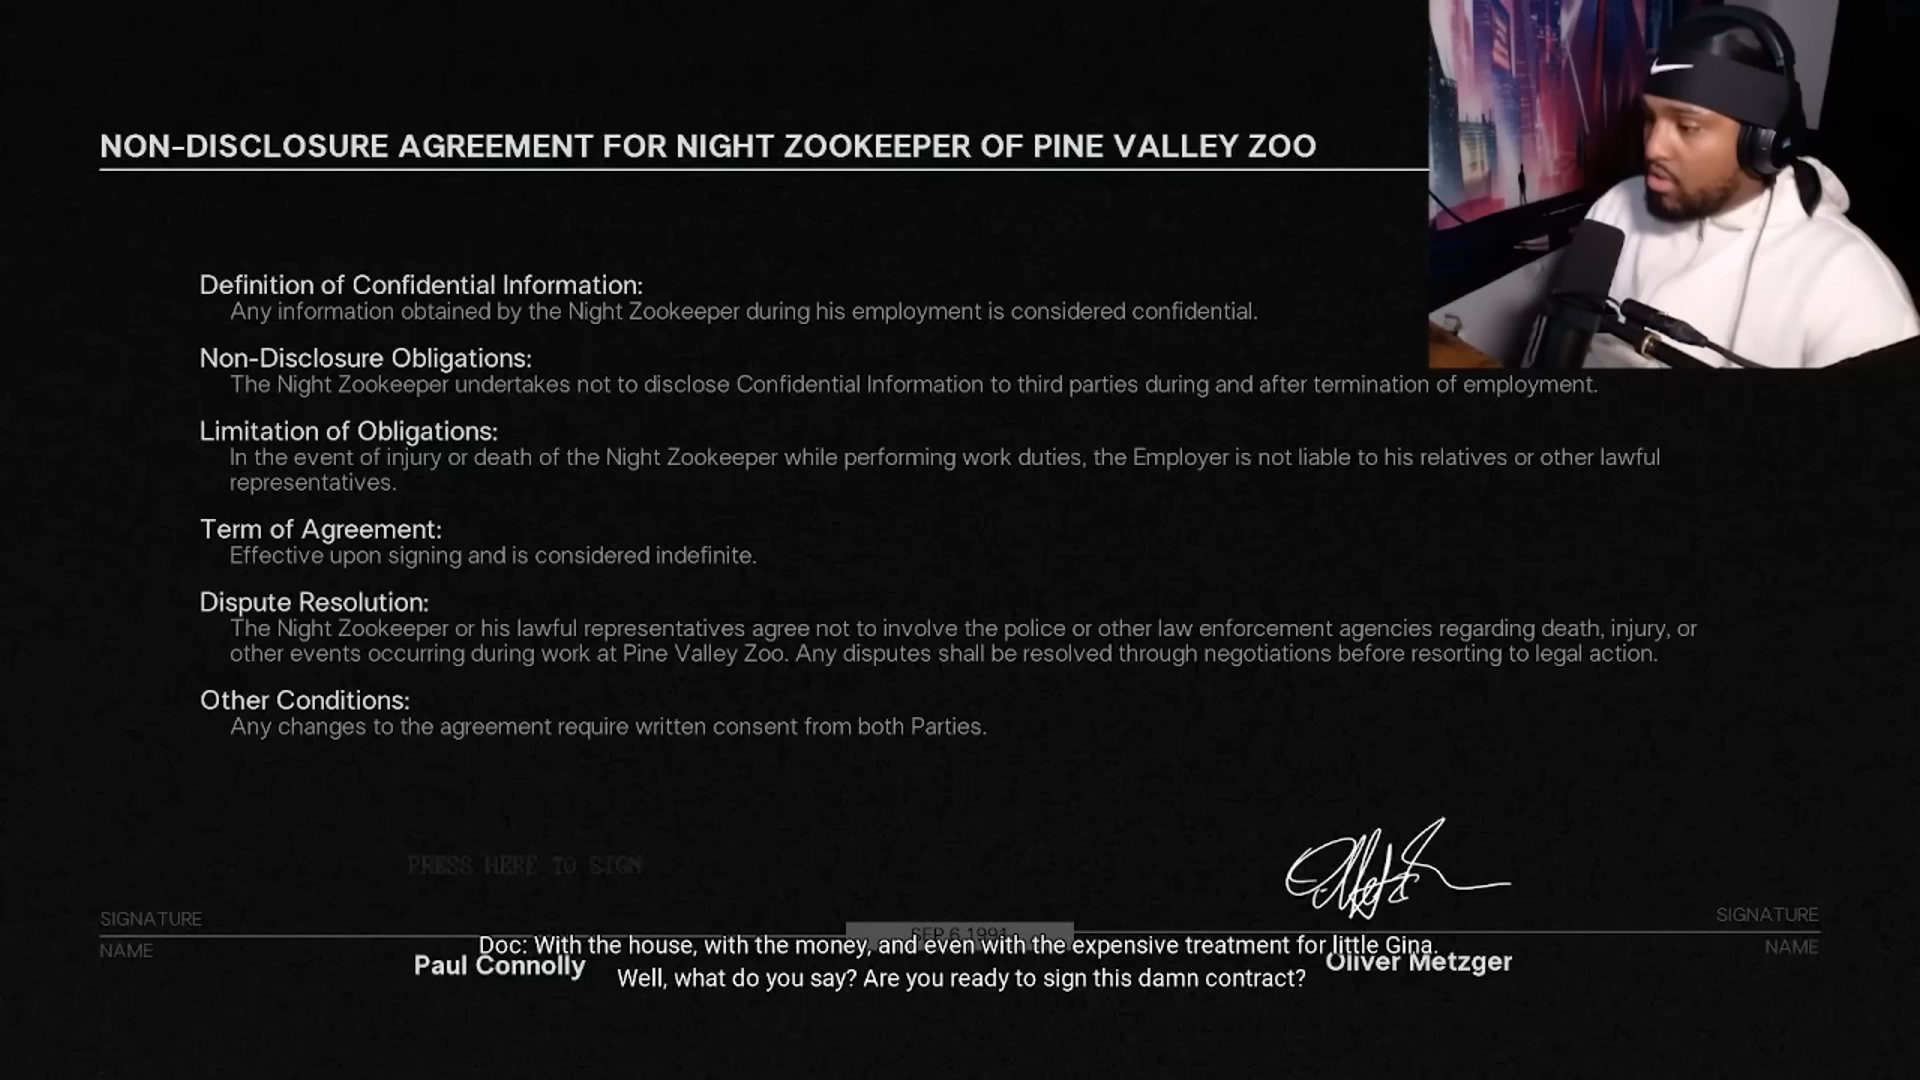 NON-DISCLOSURE AGREEMENT FOR NIGHT ZOOKEEPER OF PINE VALLEY ZOO
Definition of Confidential Information:
Any information obtained by the Night Zookeeper during his employment is considered confidential.
Non-Disclosure Obligations:
The Night Zookeeper undertakes not to disclose Confidential Information to third parties during and after termination of employment.
Limitation of Obligations:
In the event of injury or death of the Night Zookeeper while performing work duties, the Employer is not liable to his relatives or other lawful
representatives.
Term of Agreement:
Effective upon signing and is considered indefinite.
Dispute Resolution:
The Night Zookeeper or his lawful representatives agree not to involve the police or other law enforcement agencies regarding death, injury, or
other events occurring during work at Pine Valley Zoo. Any disputes shall be resolved through negotiations before resorting to legal action.
Other Conditions:
Any changes to the agreement require written consent from both Parties.
PRESS HERE TO SIGN
SIGNATURE
SIGNATURE
SEP 6 1991
NAME
NAME
Paul Connolly
Oliver Metzger
Doc: With the house, with the money, and even with the expensive treatment for little Gina.
Well, what do you say? Are you ready to sign this damn contract?